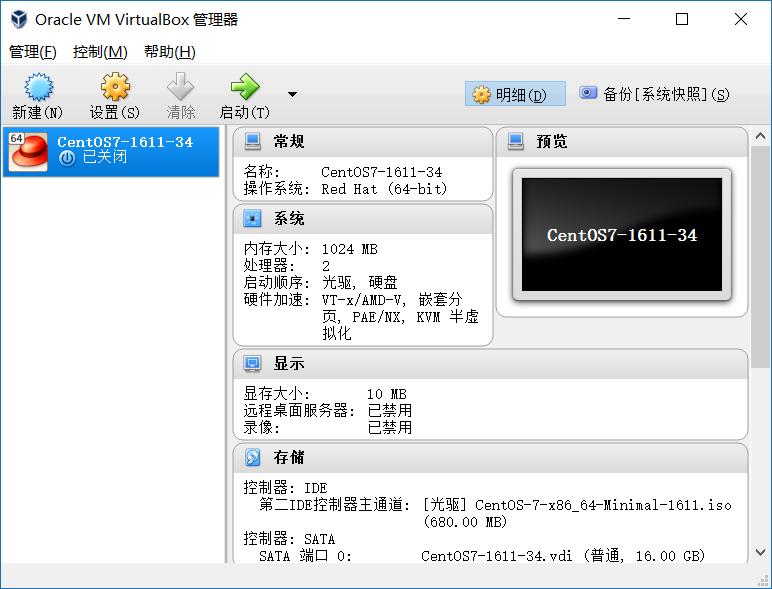 Oracle VM VirtualBox 管理器
管理(F) 控制(M) 帮助(H)
新建(N) 设置(S) 清除 启动(T) 明细(D) 备份[系统快照](S)
64
CentOS7-1611-34
已关闭
常规
名称: CentOS7-1611-34
操作系统: Red Hat (64-bit)
预览
CentOS7-1611-34
系统
内存大小: 1024 MB
处理器: 2
启动顺序: 光驱, 硬盘
硬件加速: VT-x/AMD-V, 嵌套分
页, PAE/NX, KVM 半虚
拟化
显示
显存大小: 10 MB
远程桌面服务器: 已禁用
录像: 已禁用
存储
控制器: IDE
第二IDE控制器主通道: [光驱] CentOS-7-x86_64-Minimal-1611.iso
(680.00 MB)
控制器: SATA
SATA 端口 0: CentOS7-1611-34.vdi (普通, 16.00 GB)